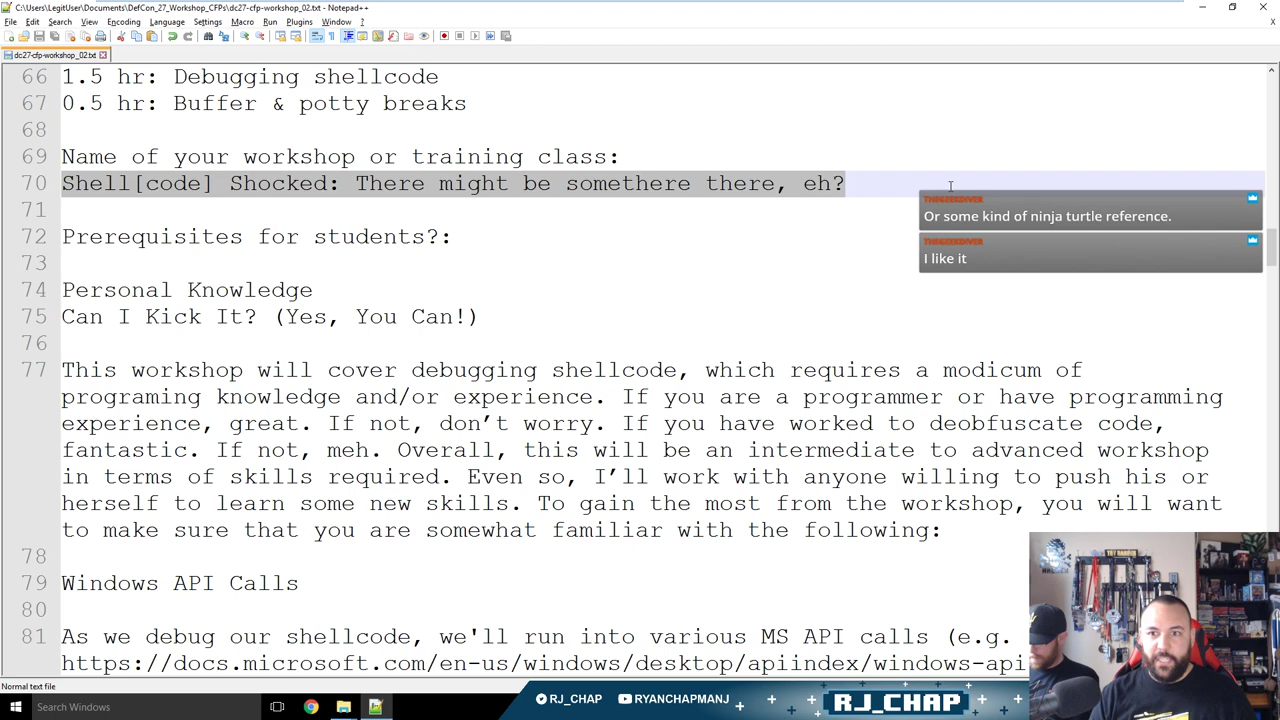 C:\Users\LegitUser\Documents\DefCon_27_Workshop_CFPs\dc27-cfp-workshop_02.txt - Notepad++
File Edit Search View Encoding Language Settings Macro Run Plugins Window ?
dc27-cfp-workshop_02.txt
66 1.5 hr: Debugging shellcode
67 0.5 hr: Buffer & potty breaks
68
69 Name of your workshop or training class:
70 Shell[code] Shocked: There might be somethere there, eh?
71
72 Prerequisites for students?:
73
74 Personal Knowledge
75 Can I Kick It? (Yes, You Can!)
76
77 This workshop will cover debugging shellcode, which requires a modicum of
programing knowledge and/or experience. If you are a programmer or have programming
experience, great. If not, don’t worry. If you have worked to deobfuscate code,
fantastic. If not, meh. Overall, this will be an intermediate to advanced workshop
in terms of skills required. Even so, I’ll work with anyone willing to push his or
herself to learn some new skills. To gain the most from the workshop, you will want
to make sure that you are somewhat familiar with the following:
78
79 Windows API Calls
80
81 As we debug our shellcode, we'll run into various MS API calls (e.g.
https://docs.microsoft.com/en-us/windows/desktop/apiindex/windows-api
THEGEEKDIVER
Or some kind of ninja turtle reference.
THEGEEKDIVER
I like it
Normal text file
Search Windows
RJ_CHAP
RYANCHAPMANJ
RJ_CHAP